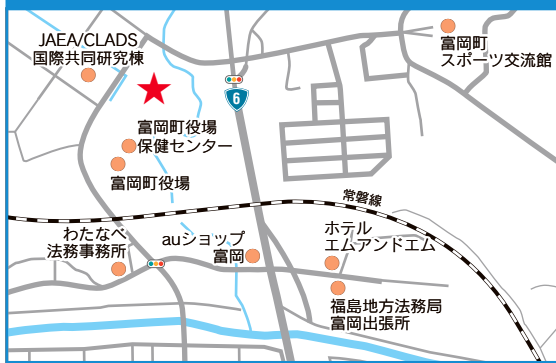 JAEA/CLADS
国際共同研究棟
富岡町
スポーツ交流館
6
富岡町役場
保健センター
富岡町役場
常磐線
わたなべ
法務事務所
auショップ
富岡
ホテル
エムアンドエム
福島地方法務局
富岡出張所